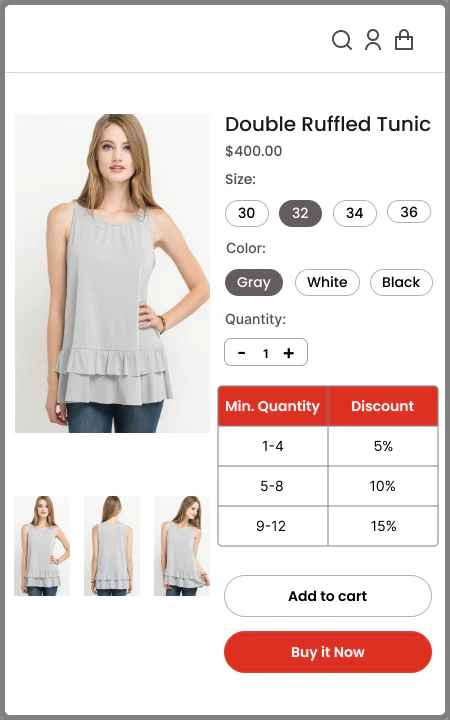 Double Ruffled Tunic
$400.00
Size:
30 32 34 36
Color:
Gray White Black
Quantity:
- 1 +
Min. Quantity Discount
1-4 5%
5-8 10%
9-12 15%
Add to cart
Buy it Now